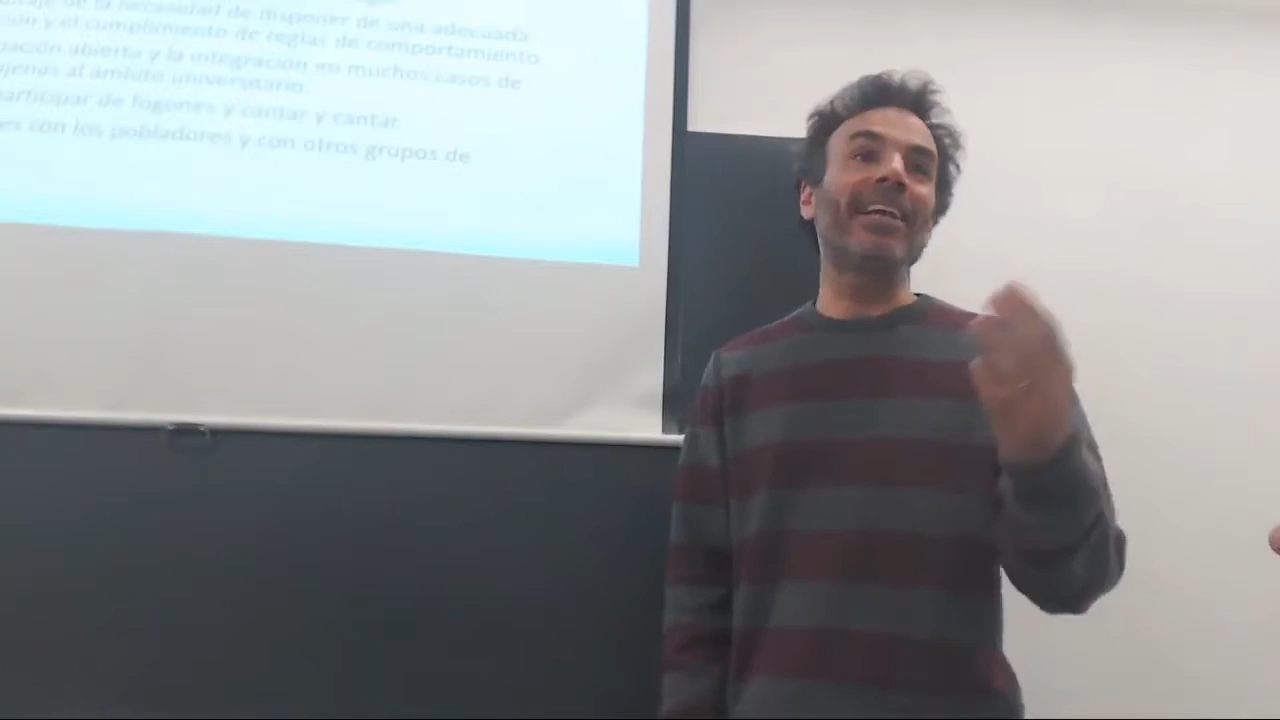 de la necesidad de disponer de una adecuada
y el cumplimiento de reglas de comportamiento
abierta y la integración en muchos casos de
ajenas al ámbito universitario.
participar de fogones y cantar y cantar.
con los pobladores y con otros grupos de